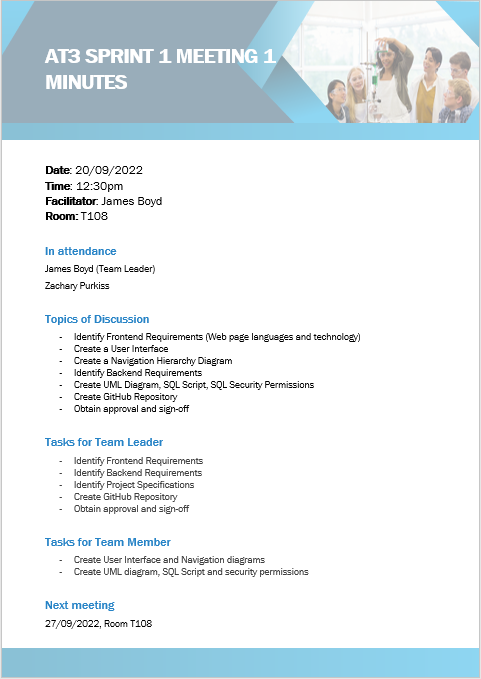 AT3 SPRINT 1 MEETING 1
MINUTES
Date: 20/09/2022
Time: 12:30pm
Facilitator: James Boyd
Room: T108
In attendance
James Boyd (Team Leader)
Zachary Purkiss
Topics of Discussion
- Identify Frontend Requirements (Web page languages and technology)
- Create a User Interface
- Create a Navigation Hierarchy Diagram
- Identify Backend Requirements
- Create UML Diagram, SQL Script, SQL Security Permissions
- Create GitHub Repository
- Obtain approval and sign-off
Tasks for Team Leader
- Identify Frontend Requirements
- Identify Backend Requirements
- Identify Project Specifications
- Create GitHub Repository
- Obtain approval and sign-off
Tasks for Team Member
- Create User Interface and Navigation diagrams
- Create UML diagram, SQL Script and security permissions
Next meeting
27/09/2022, Room T108